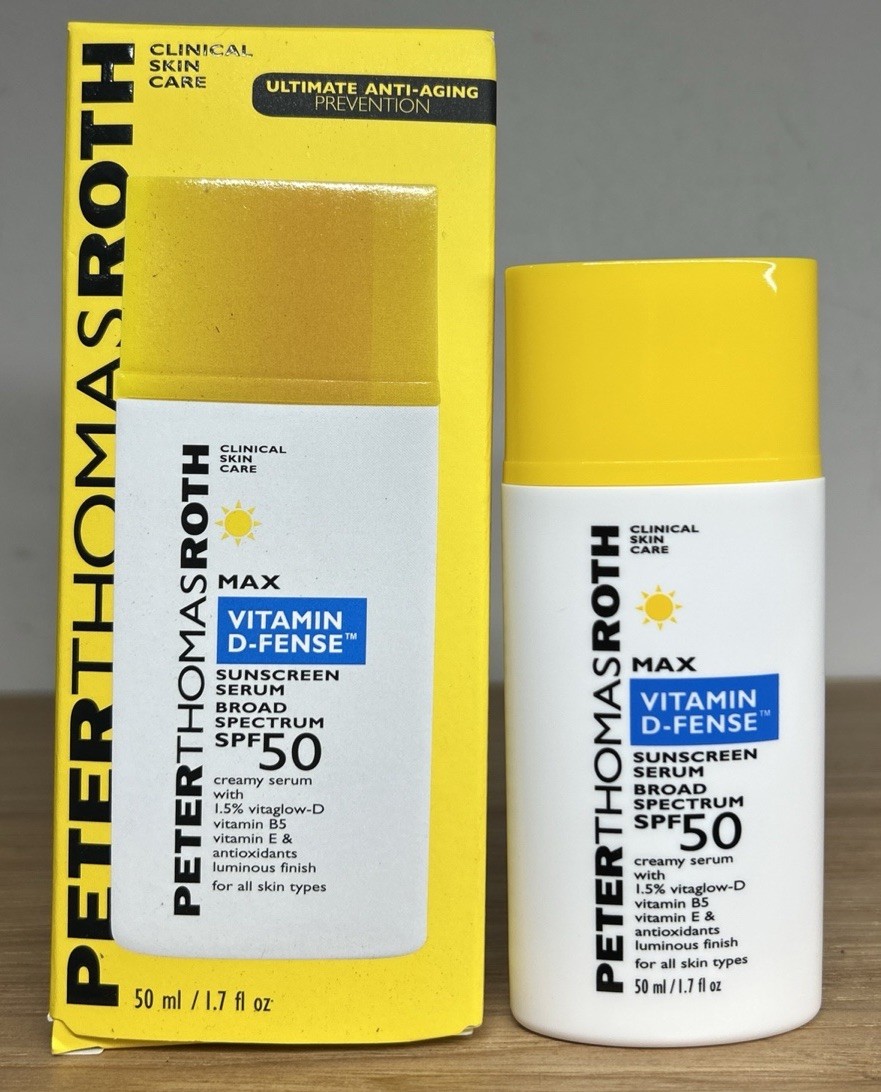 PETERTHOMASROTH
CLINICAL
SKIN
CARE
ULTIMATE ANTI-AGING
PREVENTION
PETERTHOMASROTH
CLINICAL
SKIN
CARE
MAX
VITAMIN
D-FENSE™
SUNSCREEN
SERUM
BROAD
SPECTRUM
SPF50
creamy serum
with
1.5% vitaglow-D
vitamin B5
vitamin E &
antioxidants
luminous finish
for all skin types
50 ml / 1.7 fl oz
PETERTHOMASROTH
CLINICAL
SKIN
CARE
MAX
VITAMIN
D-FENSE™
SUNSCREEN
SERUM
BROAD
SPECTRUM
SPF50
creamy serum
with
1.5% vitaglow-D
vitamin B5
vitamin E &
antioxidants
luminous finish
for all skin types
50 ml / 1.7 fl oz